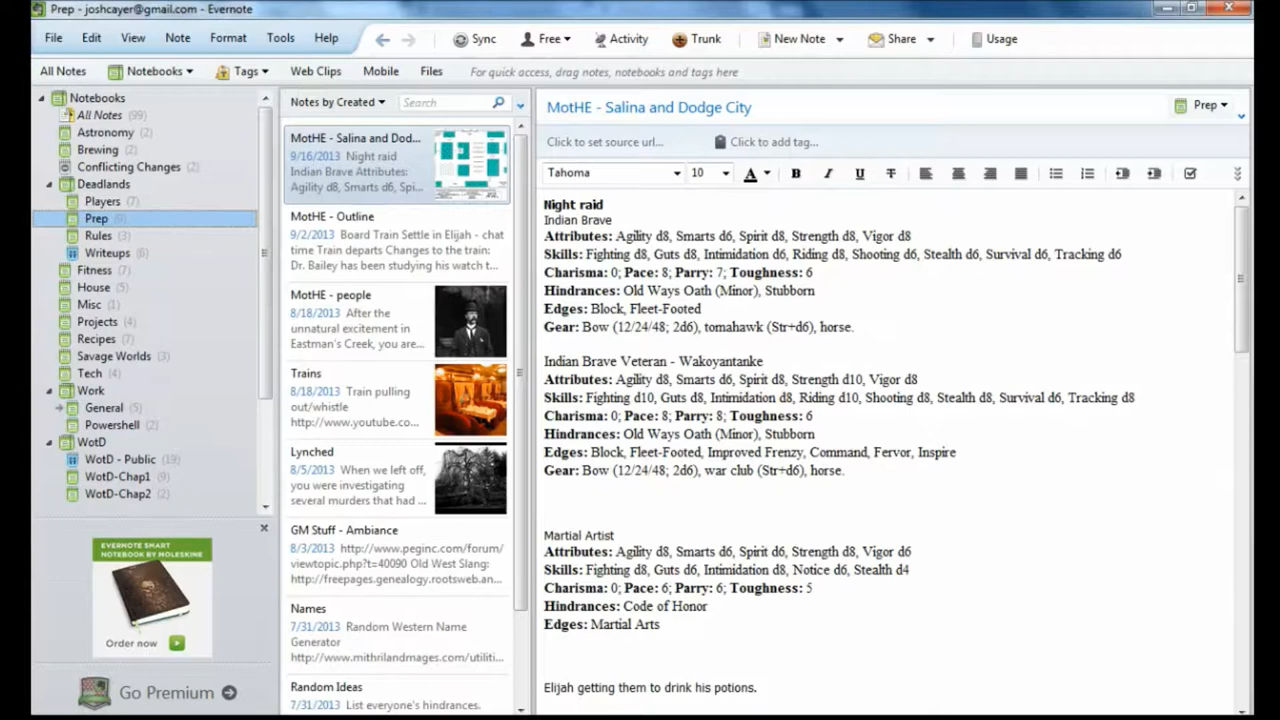 Prep - joshcayer@gmail.com - Evernote
File Edit View Note Format Tools Help
Sync Free Activity Trunk New Note Share Usage
All Notes Notebooks Tags Web Clips Mobile Files For quick access, drag notes, notebooks and tags here
Notebooks
All Notes (99)
Astronomy (2)
Brewing (2)
Conflicting Changes (2)
Deadlands
Players (7)
Prep (9)
Rules (3)
Writeups (6)
Fitness (7)
House (5)
Misc (1)
Projects (4)
Recipes (7)
Savage Worlds (3)
Tech (4)
Work
General (5)
Powershell (2)
WotD
WotD - Public (19)
WotD-Chap1 (9)
WotD-Chap2 (2)
EVERNOTE SMART
NOTEBOOK BY MOLESKINE
Order now
Go Premium
Notes by Created Search
MotHE - Salina and Dod...
9/16/2013 Night raid
Indian Brave Attributes:
Agility d8, Smarts d6, Spi...
MotHE - Outline
9/2/2013 Board Train Settle in Elijah - chat
time Train departs Changes to the train:
Dr. Bailey has been studying his watch t...
MotHE - people
8/18/2013 After the
unnatural excitement in
Eastman's Creek, you are...
Trains
8/18/2013 Train pulling
out/whistle
http://www.youtube.co...
Lynched
8/5/2013 When we left off,
you were investigating
several murders that had ...
GM Stuff - Ambiance
8/3/2013 http://www.peginc.com/forum/
viewtopic.php?t=40090 Old West Slang:
http://freepages.genealogy.rootsweb.an...
Names
7/31/2013 Random Western Name
Generator
http://www.mithrilandmages.com/utiliti...
Random Ideas
7/31/2013 List everyone's hindrances.
MotHE - Salina and Dodge City Prep
Click to set source url... Click to add tag...
Tahoma 10 A B I U T
Night raid
Indian Brave
Attributes: Agility d8, Smarts d6, Spirit d8, Strength d8, Vigor d8
Skills: Fighting d8, Guts d8, Intimidation d6, Riding d8, Shooting d6, Stealth d6, Survival d6, Tracking d6
Charisma: 0; Pace: 8; Parry: 7; Toughness: 6
Hindrances: Old Ways Oath (Minor), Stubborn
Edges: Block, Fleet-Footed
Gear: Bow (12/24/48; 2d6), tomahawk (Str+d6), horse.
Indian Brave Veteran - Wakoyantanke
Attributes: Agility d8, Smarts d6, Spirit d8, Strength d10, Vigor d8
Skills: Fighting d10, Guts d8, Intimidation d8, Riding d10, Shooting d8, Stealth d8, Survival d6, Tracking d8
Charisma: 0; Pace: 8; Parry: 8; Toughness: 6
Hindrances: Old Ways Oath (Minor), Stubborn
Edges: Block, Fleet-Footed, Improved Frenzy, Command, Fervor, Inspire
Gear: Bow (12/24/48; 2d6), war club (Str+d6), horse.
Martial Artist
Attributes: Agility d8, Smarts d6, Spirit d6, Strength d8, Vigor d6
Skills: Fighting d8, Guts d6, Intimidation d8, Notice d6, Stealth d4
Charisma: 0; Pace: 6; Parry: 6; Toughness: 5
Hindrances: Code of Honor
Edges: Martial Arts
Elijah getting them to drink his potions.